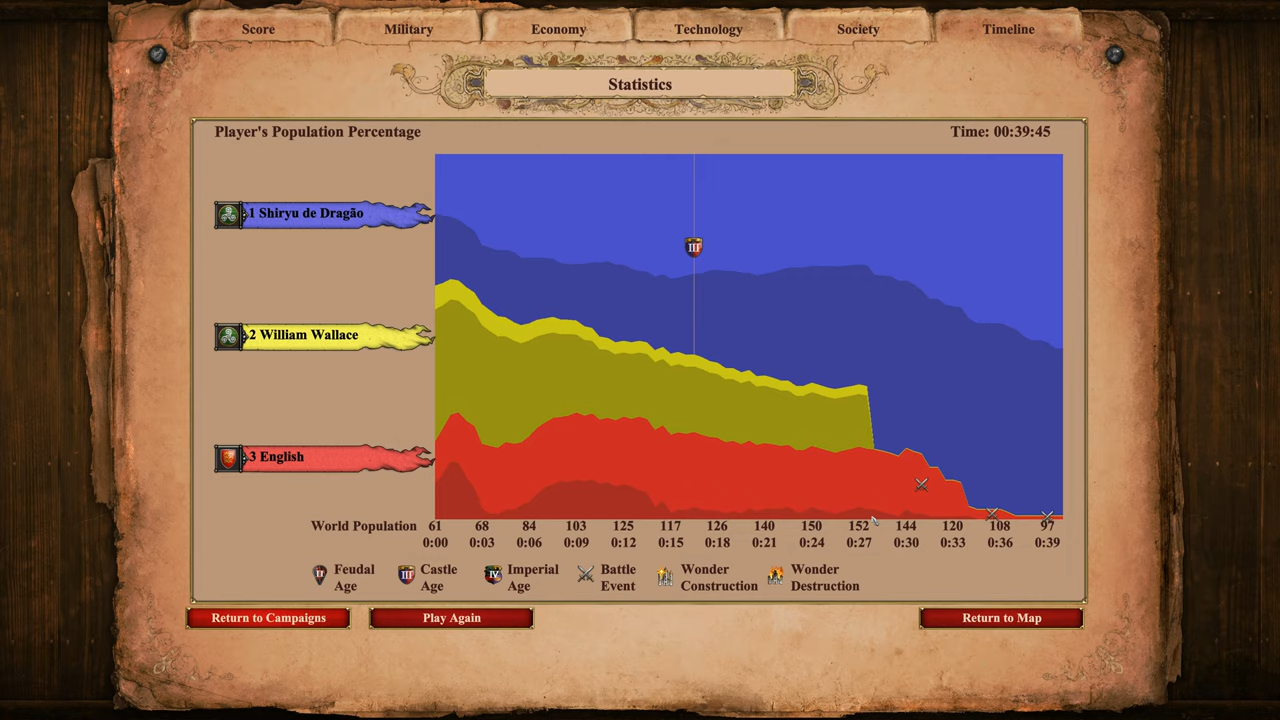 Score Military Economy Technology Society Timeline
Statistics
Player's Population Percentage Time: 00:39:45
1 Shiryu de Dragão
2 William Wallace
3 English
World Population 61 68 84 103 125 117 126 140 150 152 144 120 108 97
0:00 0:03 0:06 0:09 0:12 0:15 0:18 0:21 0:24 0:27 0:30 0:33 0:36 0:39
II Feudal Age
III Castle Age
IV Imperial Age
Battle Event
Wonder Construction
Wonder Destruction
III
Return to Campaigns Play Again Return to Map